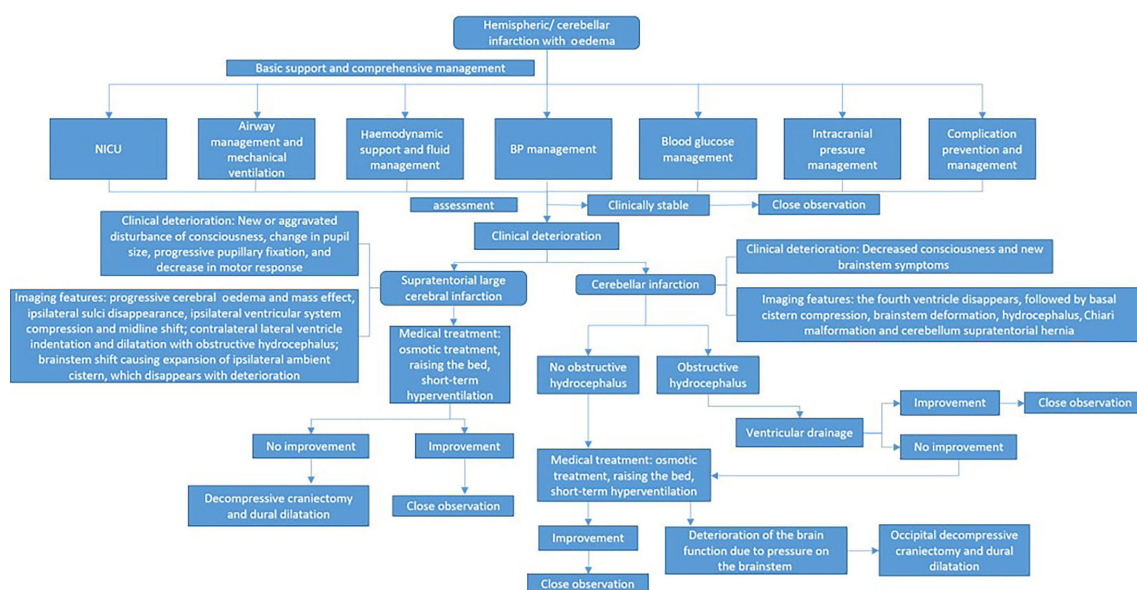 Hemispheric/ cerebellar
infarction with oedema
Basic support and comprehensive management
NICU
Airway
management and
mechanical
ventilation
Haemodynamic
support and fluid
management
BP management
Blood glucose
management
Intracranial
pressure
management
Complication
prevention and
management
assessment
Clinically stable
Close observation
Clinical deterioration
Clinical deterioration: New or aggravated
disturbance of consciousness, change in pupil
size, progressive pupillary fixation, and
decrease in motor response
Supratentorial large
cerebral infarction
Cerebellar infarction
Clinical deterioration: Decreased consciousness and new
brainstem symptoms
Imaging features: progressive cerebral oedema and mass effect,
ipsilateral sulci disappearance, ipsilateral ventricular system
compression and midline shift; contralateral lateral ventricle
indentation and dilatation with obstructive hydrocephalus;
brainstem shift causing expansion of ipsilateral ambient
cistern, which disappears with deterioration
Imaging features: the fourth ventricle disappears, followed by basal
cistern compression, brainstem deformation, hydrocephalus, Chiari
malformation and cerebellum supratentorial hernia
Medical treatment:
osmotic treatment,
raising the bed,
short-term
hyperventilation
No obstructive
hydrocephalus
Obstructive
hydrocephalus
No improvement
Improvement
Ventricular drainage
Improvement
Close observation
No improvement
Decompressive craniectomy
and dural dilatation
Close observation
Medical treatment: osmotic
treatment, raising the bed,
short-term hyperventilation
Improvement
Deterioration of the brain
function due to pressure on
the brainstem
Occipital decompressive
craniectomy and dural
dilatation
Close observation